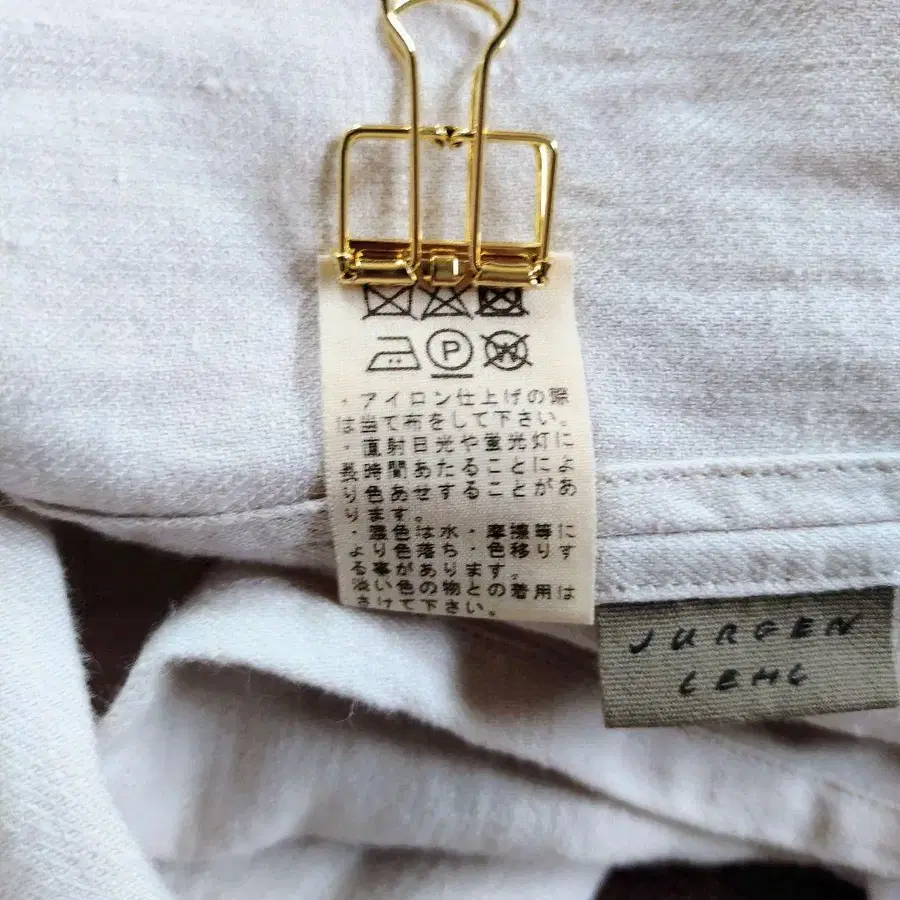 P W
・アイロン仕上げの際
は当て布をして下さい。
・直射日光や蛍光灯に
長時間あたることによ
り色あせすることがあ
ります。
・濃色は水・摩擦等に
より色落ち・色移りす
る事があります。
淡い色の物との着用は
さけて下さい。
JURGEN
LEHL